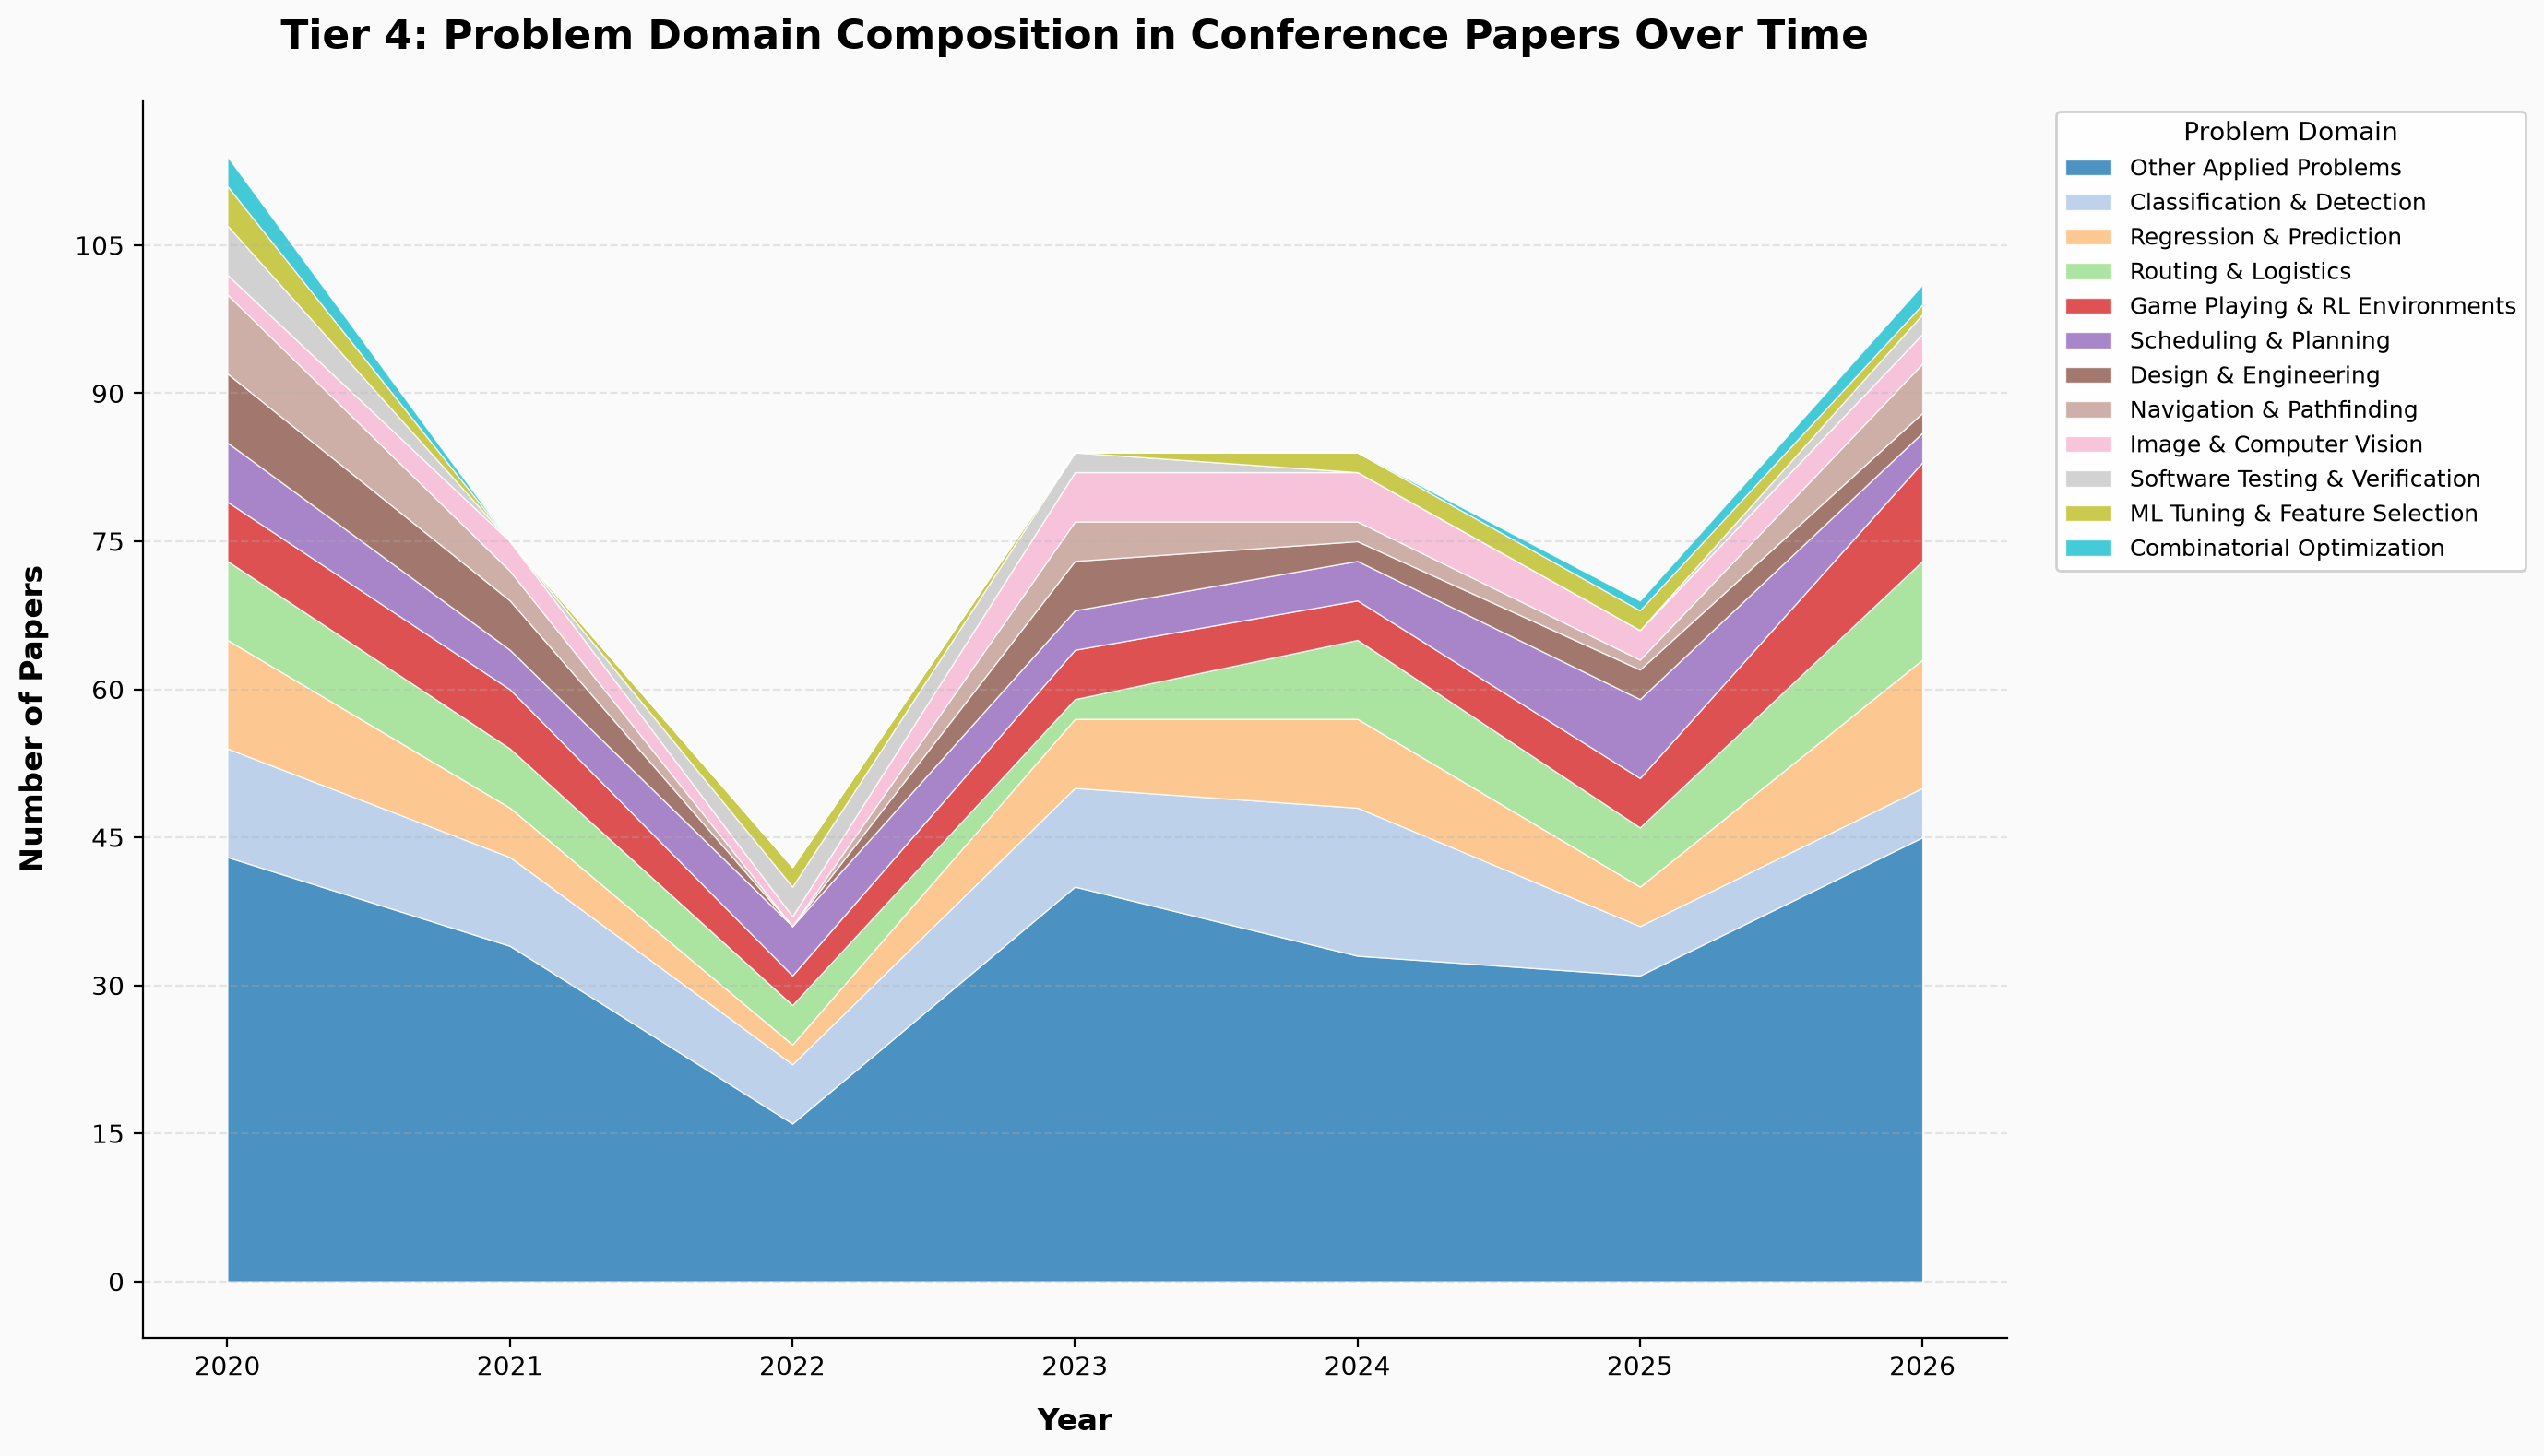 Tier 4: Problem Domain Composition in Conference Papers Over Time
Number of Papers
105
90
75
60
45
30
15
0
2020 2021 2022 2023 2024 2025 2026
Year
Problem Domain
Other Applied Problems
Classification & Detection
Regression & Prediction
Routing & Logistics
Game Playing & RL Environments
Scheduling & Planning
Design & Engineering
Navigation & Pathfinding
Image & Computer Vision
Software Testing & Verification
ML Tuning & Feature Selection
Combinatorial Optimization